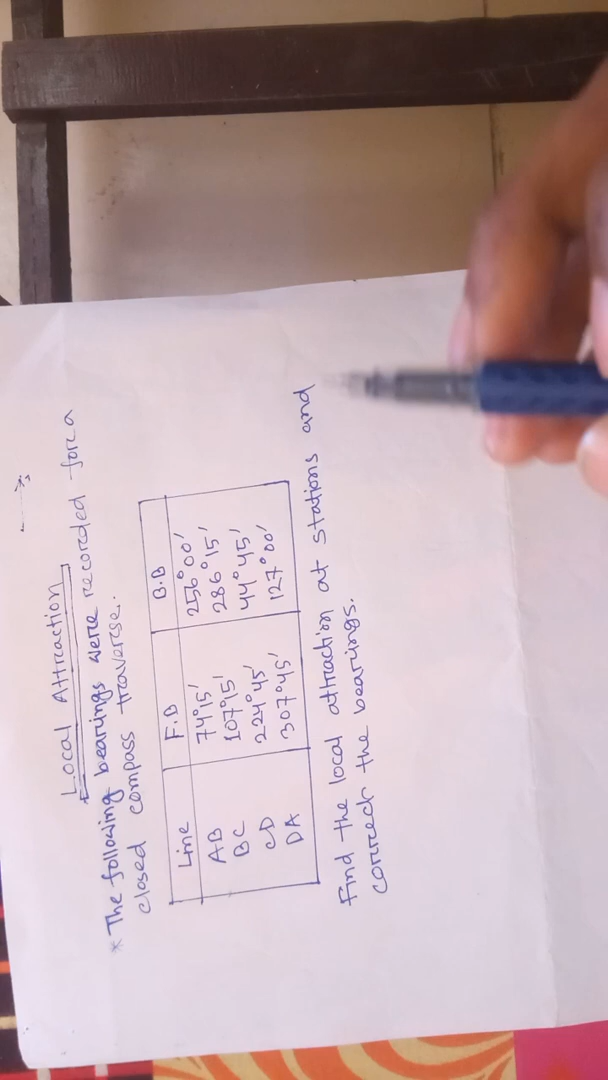 Local Attraction
* The following bearings were recorded for a
closed compass traverse.
Line F.B B.B
AB 74°15' 256°00'
BC 107°15' 286°15'
CD 224°45' 44°45'
DA 307°45' 127°00'
Find the local attraction at stations and
correct the bearings.